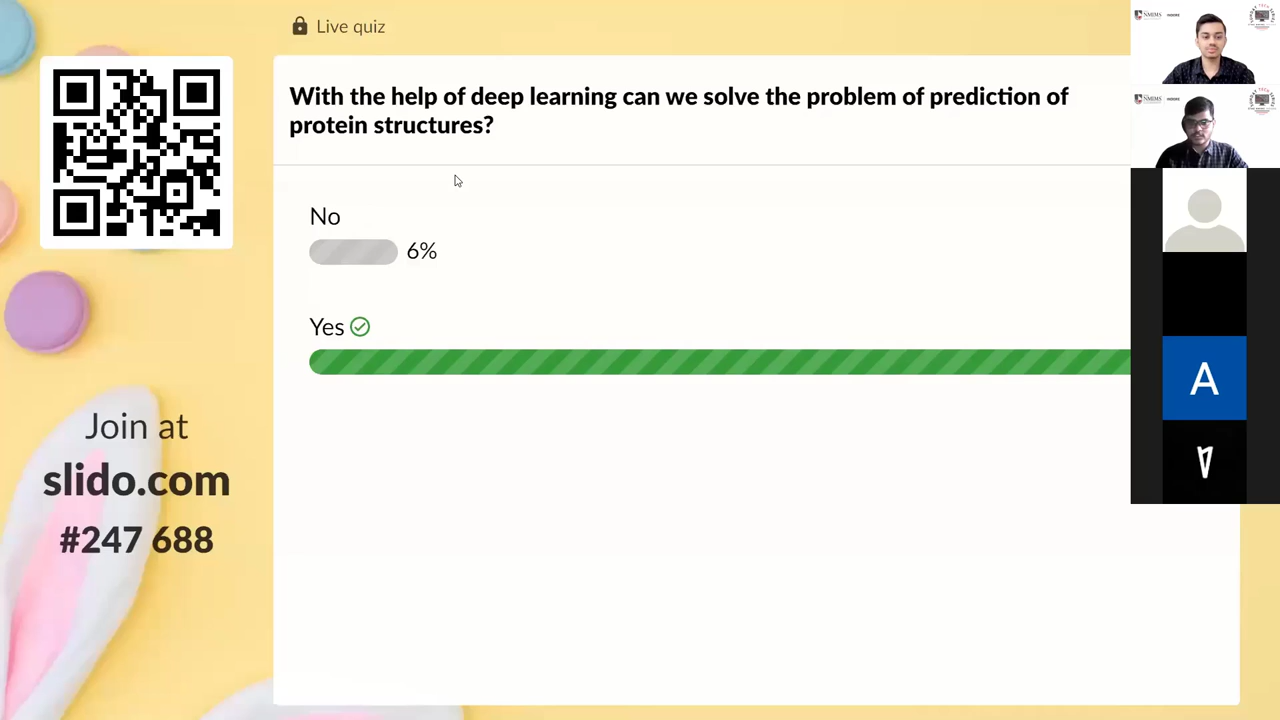 Live quiz
With the help of deep learning can we solve the problem of prediction of
protein structures?
No
6%
Yes
Join at
slido.com
#247 688
NMIMS
A